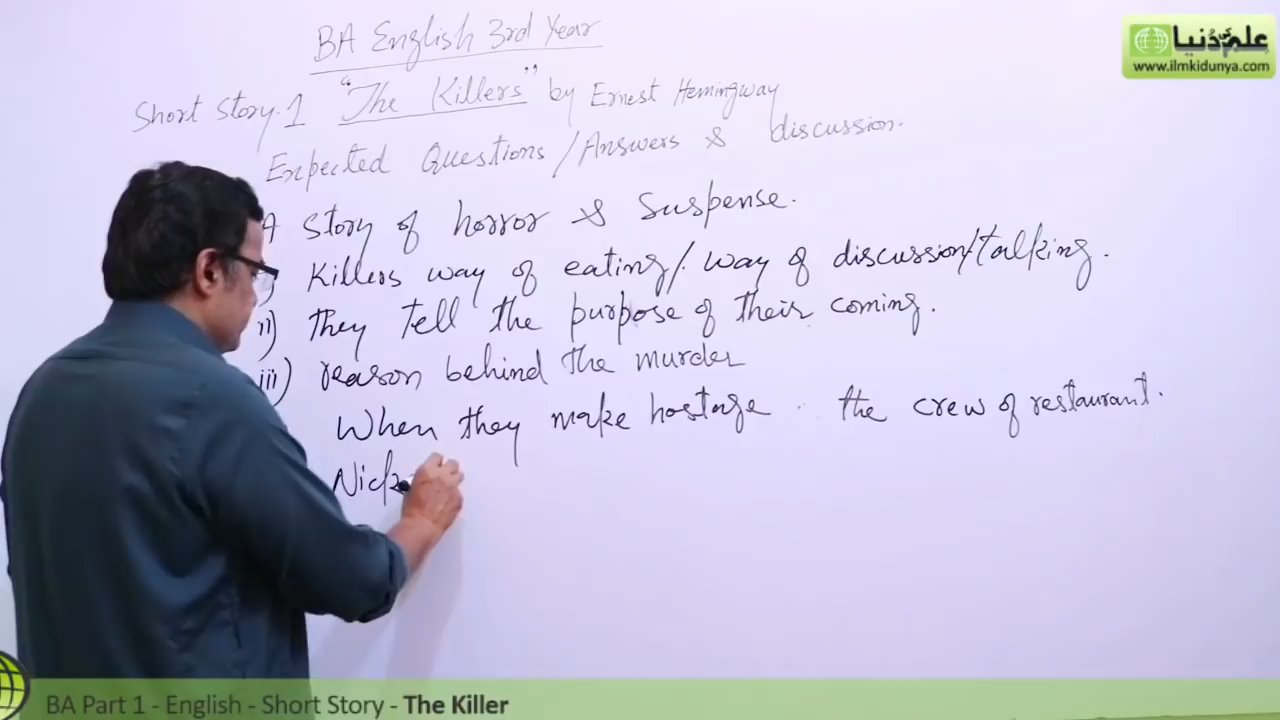 BA English 3rd Year
Short Story.1 "The Killers" by Ernest Hemingway
Expected Questions/Answers & discussion.
A story of horror & Suspense.
) Killers way of eating/. way of discussion/talking.
ii) they tell the purpose of their coming.
iii) reason behind the murder
When they make hostage the crew of restaurant.
Nick
علم کی دُنیا
www.ilmkidunya.com
BA Part 1 - English - Short Story - The Killer